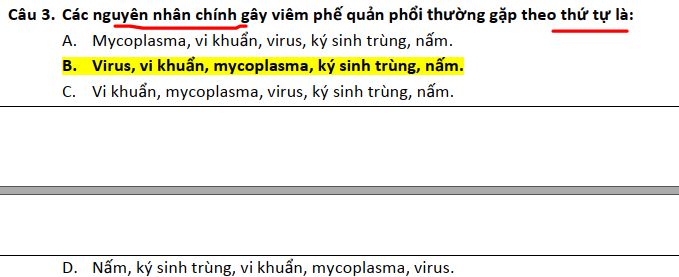 Câu 3. Các nguyên nhân chính gây viêm phế quản phổi thường gặp theo thứ tự là:
A. Mycoplasma, vi khuẩn, virus, ký sinh trùng, nấm.
B. Virus, vi khuẩn, mycoplasma, ký sinh trùng, nấm.
C. Vi khuẩn, mycoplasma, virus, ký sinh trùng, nấm.
D. Nấm, ký sinh trùng, vi khuẩn, mycoplasma, virus.